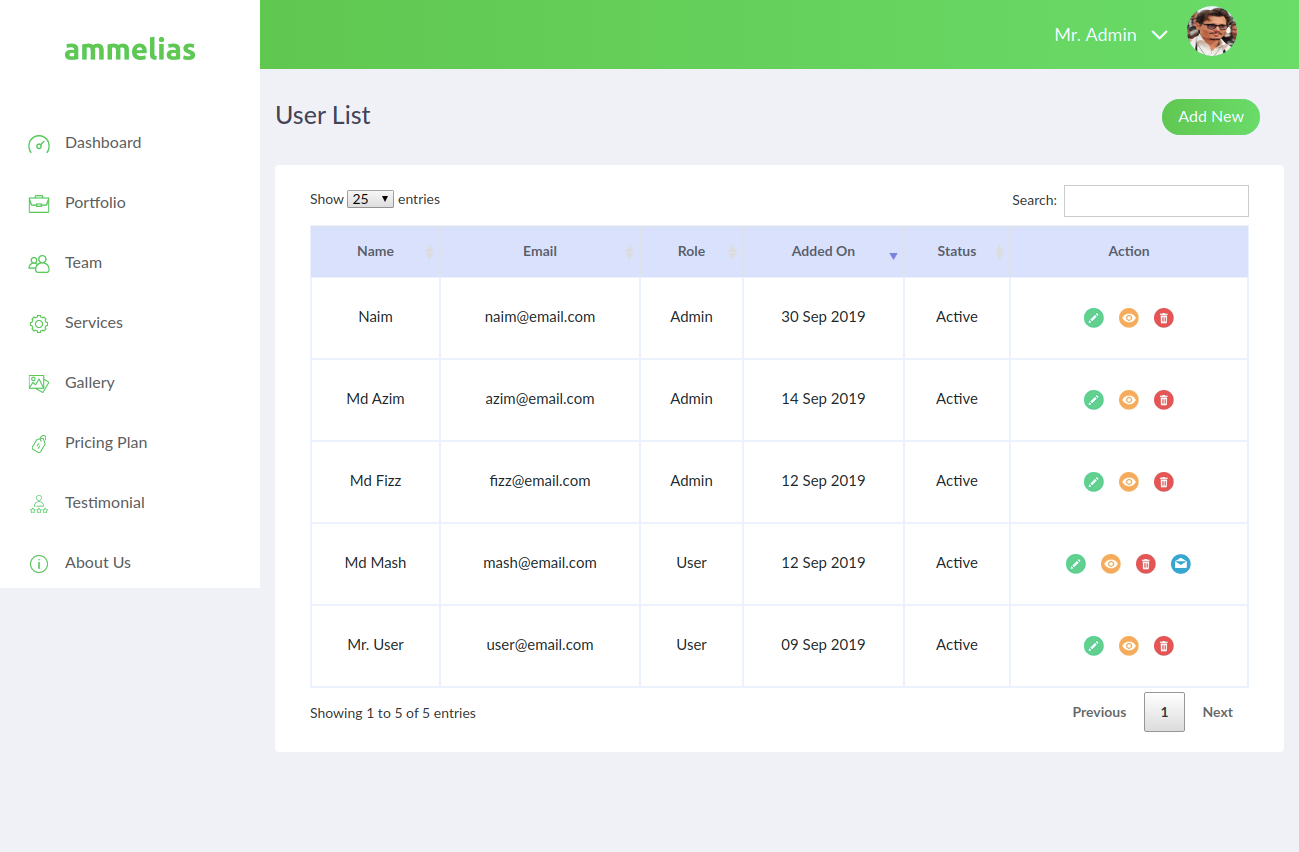 ammelias
Mr. Admin
Dashboard
Portfolio
Team
Services
Gallery
Pricing Plan
Testimonial
About Us
User List
Add New
Show 25 entries
Search:
Name Email Role Added On Status Action
Naim naim@email.com Admin 30 Sep 2019 Active
Md Azim azim@email.com Admin 14 Sep 2019 Active
Md Fizz fizz@email.com Admin 12 Sep 2019 Active
Md Mash mash@email.com User 12 Sep 2019 Active
Mr. User user@email.com User 09 Sep 2019 Active
Showing 1 to 5 of 5 entries
Previous 1 Next